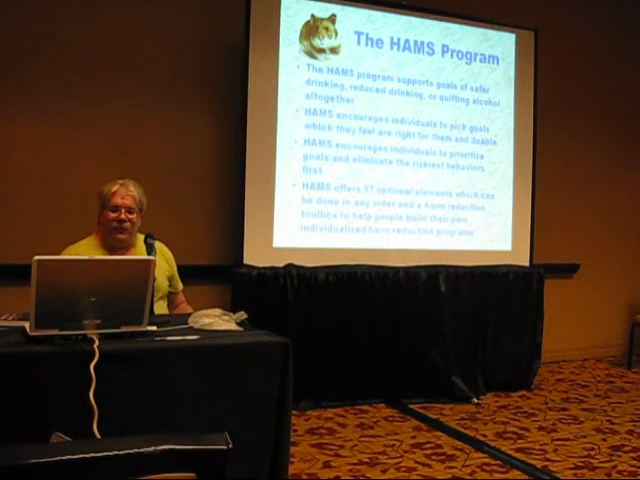 The HAMS Program
• The HAMS program supports goals of safer
drinking, reduced drinking, or quitting alcohol
altogether
• HAMS encourages individuals to pick goals
which they feel are right for them and doable
• HAMS encourages individuals to prioritize
goals and eliminate the riskiest behaviors
first
• HAMS offers 17 optional elements which can
be done in any order and a harm reduction
toolbox to help people build their own
individualized harm reduction programs